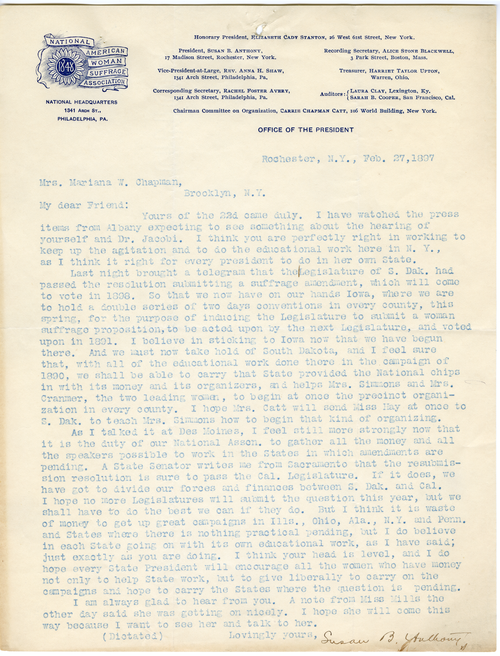 NATIONAL
AMERICAN
WOMAN
SUFFRAGE
ASSOCIATION
1848
NATIONAL HEADQUARTERS
1341 ARCH ST.,
PHILADELPHIA, PA.
Honorary President, ELIZABETH CADY STANTON, 26 West 61st Street, New York.
President, SUSAN B. ANTHONY,
17 Madison Street, Rochester, New York.
Vice-President-at-Large, REV. ANNA H. SHAW,
1341 Arch Street, Philadelphia, Pa.
Corresponding Secretary, RACHEL FOSTER AVERY,
1341 Arch Street, Philadelphia, Pa.
Recording Secretary, ALICE STONE BLACKWELL,
3 Park Street, Boston, Mass.
Treasurer, HARRIET TAYLOR UPTON,
Warren, Ohio.
Auditors: LAURA CLAY, Lexington, Ky.
SARAH B. COOPER, San Francisco, Cal.
Chairman Committee on Organization, CARRIE CHAPMAN CATT, 106 World Building, New York.
OFFICE OF THE PRESIDENT
Rochester, N.Y., Feb. 27,1897
Mrs. Mariana W. Chapman,
Brooklyn, N.Y.
My dear Friend:
Yours of the 23d came duly. I have watched the press
items from Albany expecting to see something about the hearing of
yourself and Dr. Jacobi. I think you are perfectly right in working to
keep up the agitation and to do the educational work here in N. Y.,
as I think it right for every president to do in her own State.
Last night brought a telegram that the Legislature of S. Dak. had
passed the resolution submitting a suffrage amendment, which will come
to vote in 1898. So that we now have on our hands Iowa, where we are
to hold a double series of two days conventions in every county, this
spring, for the purpose of inducing the Legislature to submit a woman
suffrage proposition, to be acted upon by the next Legislature, and voted
upon in 1891. I believe in sticking to Iowa now that we have begun
there. And we must now take hold of South Dakota, and I feel sure
that, with all of the educational work done there in the campaign of
1890, we shall be able to carry that State provided the National chips
in with its money and its organizers, and helps Mrs. Simmons and Mrs.
Cranmer, the two leading women, to begin at once the precinct organi-
zation in every county. I hope Mrs. Catt will send Miss Hay at once to
S. Dak. to teach Mrs. Simmons how to begin that kind of organizing.
As I talked it at Des Moines, I feel still more strongly now that
it is the duty of our National Asscn. to gather all the money and all
the speakers possible to work in the States in which amendments are
pending. A State Senator writes me from Sacramento that the resubmis-
sion resolution is sure to pass the Cal. Legislature. If it does, we
have got to divide our forces and finances between S. Dak. and Cal.
I hope no more Legislatures will submit the question this year, but we
shall have to do the best we can if they do. But I think it is waste
of money to get up great campaigns in Ills., Ohio, Ala., N.Y. and Penn.
and States where there is nothing practical pending, but I do believe
in each State going on with its own educational work, as I have said;
just exactly as you are doing. I think your head is level, and I do
hope every State President will encourage all the women who have money
not only to help State work, but to give liberally to carry on the
campaigns and hope to carry the States where the question is pending.
I am always glad to hear from you. A note from Miss Mills the
other day said she was getting on nicely. I hope she will come this
way because I want to see her and talk to her.
(Dictated) Lovingly yours, Susan B. Anthony